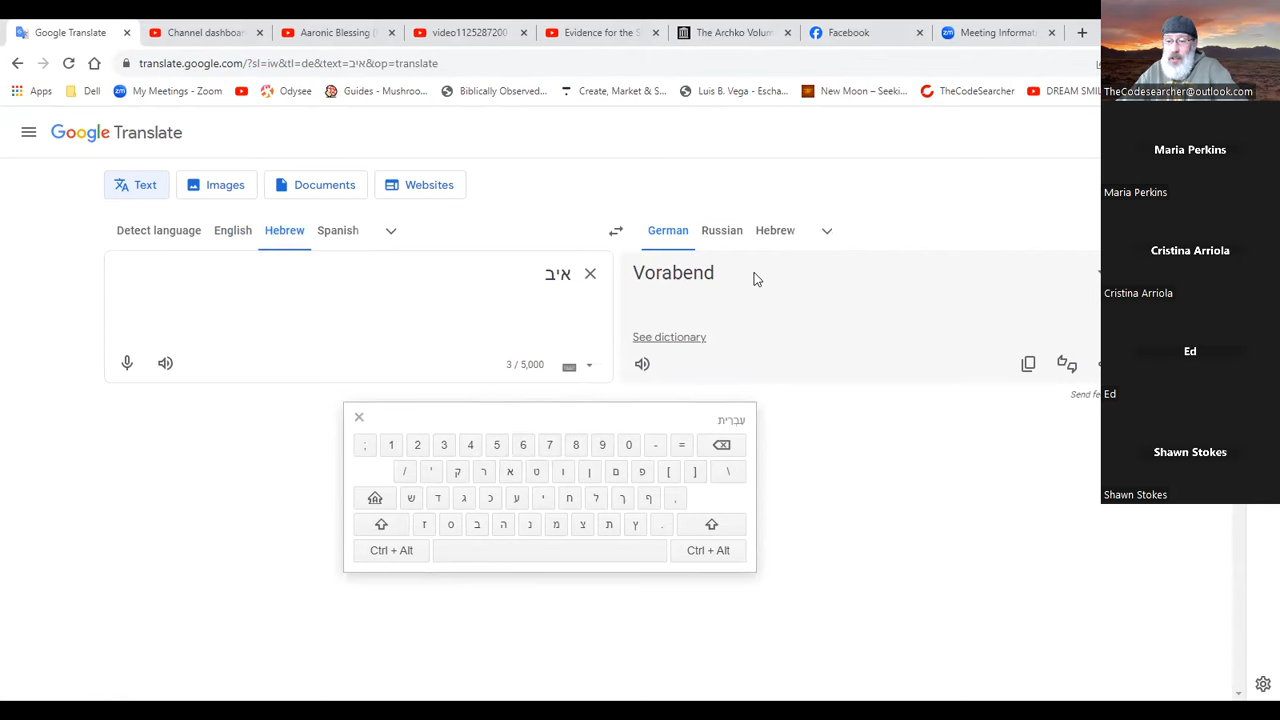 Google Translate
Channel dashboa
Aaronic Blessing (
video1125287200
Evidence for the S
The Archko Volum
Facebook
Meeting Informat
translate.google.com/?sl=iw&tl=de&text=איב&op=translate
Apps
Dell
My Meetings - Zoom
Odysee
Guides - Mushroo...
Biblically Observing...
Create, Market & S...
Luis B. Vega - Escha...
New Moon – Seeki...
TheCodeSearcher
DREAM SMIL
TheCodesearcher@outlook.com
Google Translate
Text
Images
Documents
Websites
Detect language
English
Hebrew
Spanish
German
Russian
Hebrew
איב
Vorabend
See dictionary
3 / 5,000
Send fe
עִבְרִית
; 1 2 3 4 5 6 7 8 9 0 - =
/ ' ק ר א ט ו ן ם פ ] [ \
ש ד ג כ ע י ח ל ך ף ,
ז ס ב ה נ מ צ ת ץ .
Ctrl + Alt
Ctrl + Alt
Maria Perkins
Maria Perkins
Cristina Arriola
Cristina Arriola
Ed
Ed
Shawn Stokes
Shawn Stokes